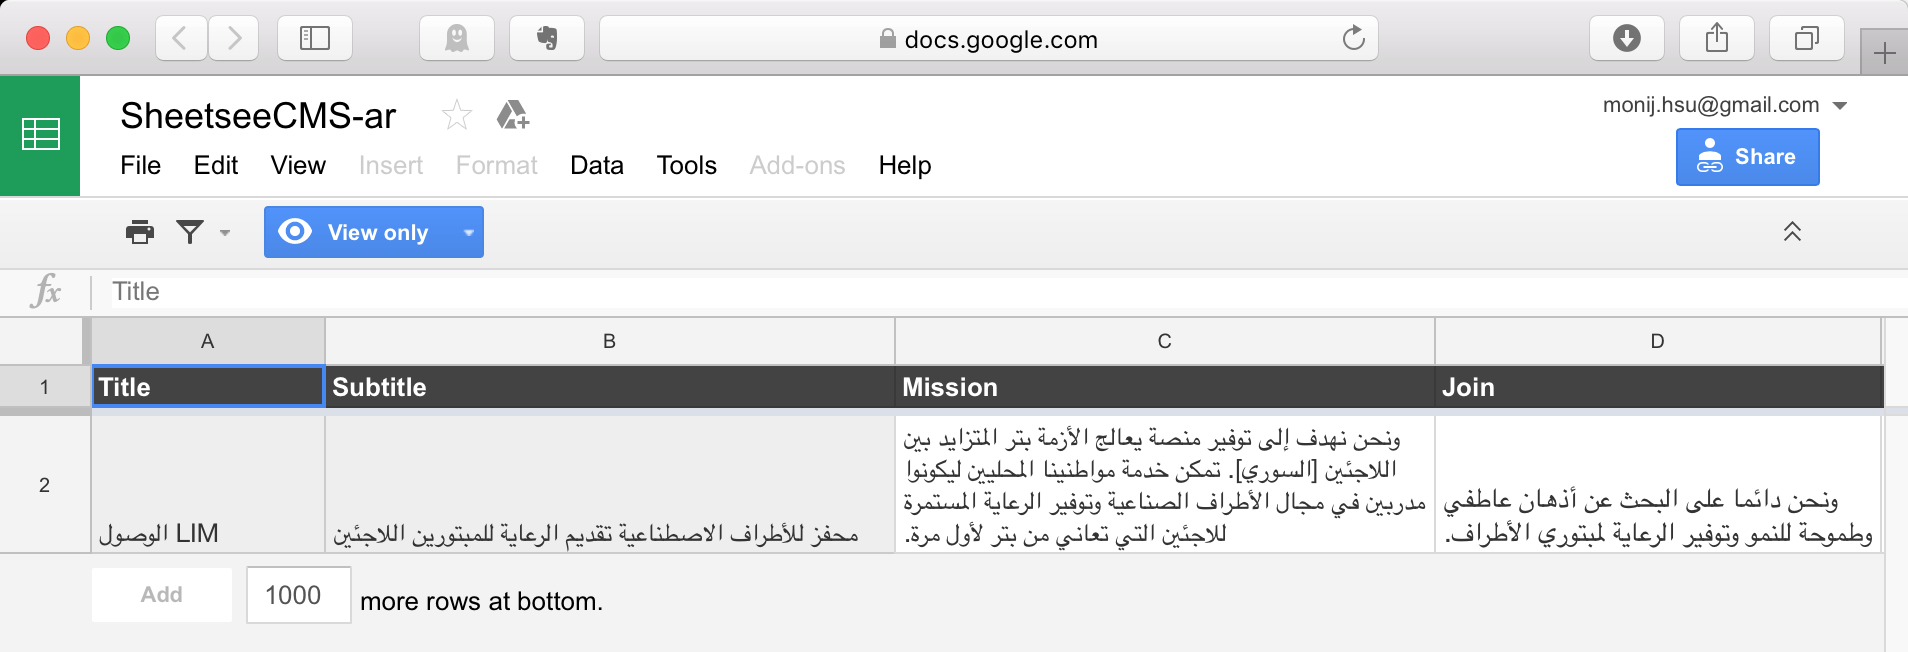 docs.google.com
SheetseeCMS-ar
monij.hsu@gmail.com
File Edit View Insert Format Data Tools Add-ons Help
Share
View only
fx Title
A B C D
1 Title Subtitle Mission Join
2
LIM الوصول
محفز للأطراف الاصطناعية تقديم الرعاية للمبتورين اللاجئين
ونحن نهدف إلى توفير منصة يعالج الأزمة بتر المتزايد بين
اللاجئين [السوري]. تمكن خدمة مواطنينا المحليين ليكونوا
مدربين في مجال الأطراف الصناعية وتوفير الرعاية المستمرة
للاجئين التي تعاني من بتر لأول مرة.
ونحن دائما على البحث عن أذهان عاطفي
وطموحة للنمو وتوفير الرعاية لمبتوري الأطراف.
Add 1000 more rows at bottom.